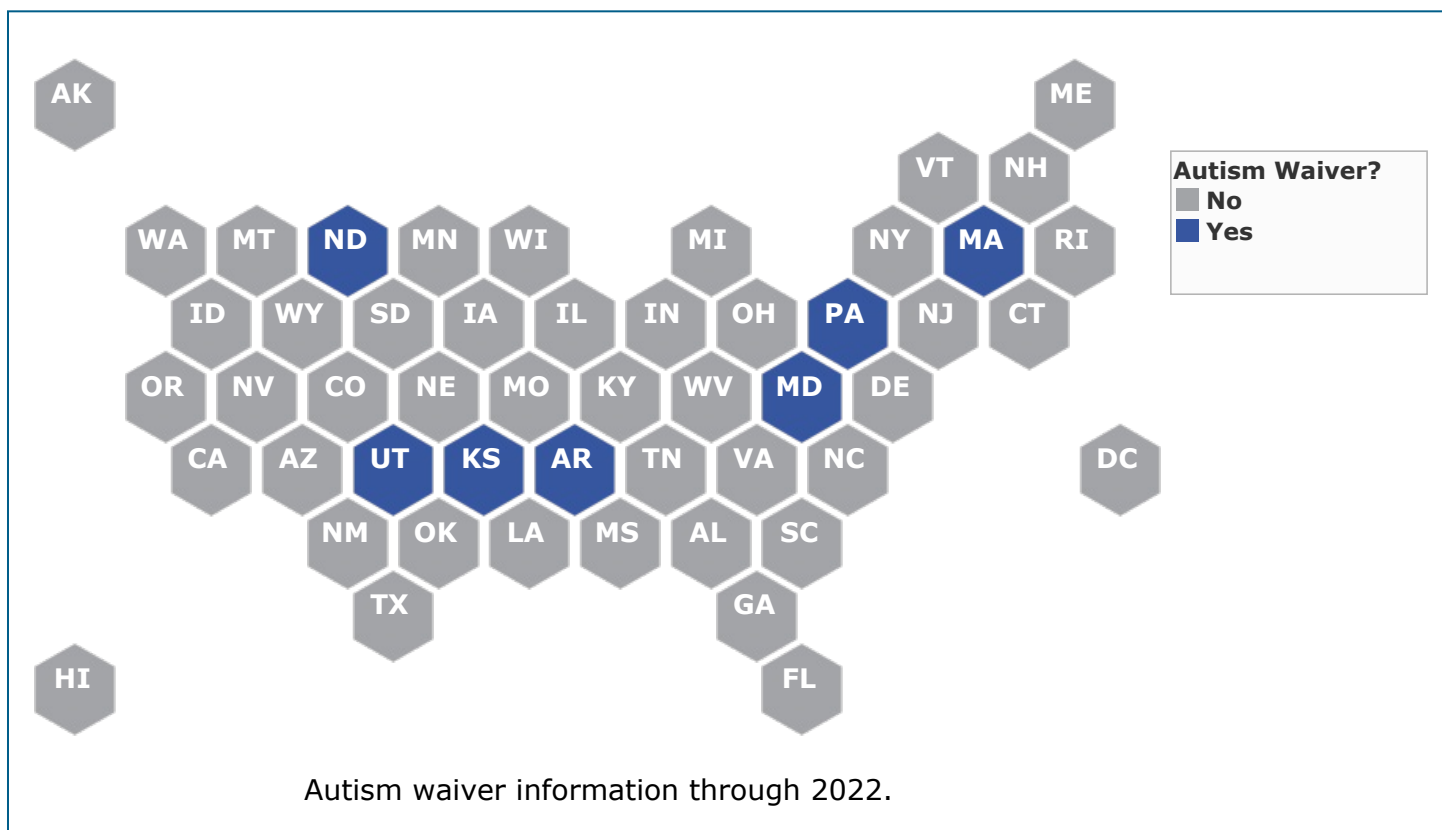 AK
ME
VT NH
Autism Waiver?
No
Yes
WA MT ND MN WI MI NY MA RI
ID WY SD IA IL IN OH PA NJ CT
OR NV CO NE MO KY WV MD DE
CA AZ UT KS AR TN VA NC DC
NM OK LA MS AL SC
TX GA
HI FL
Autism waiver information through 2022.